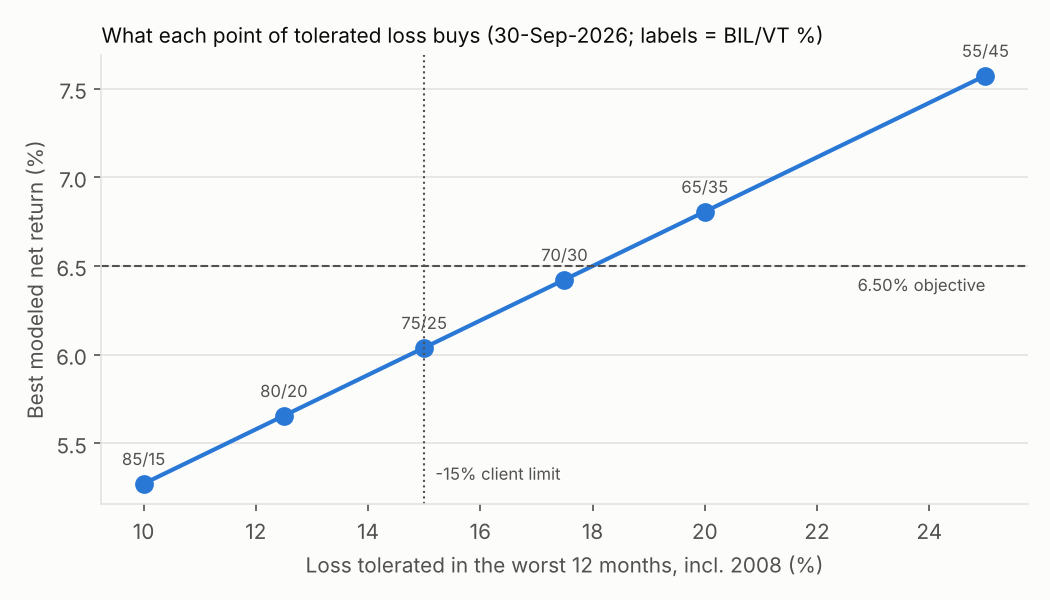 What each point of tolerated loss buys (30-Sep-2026; labels = BIL/VT %)
55/45
7.5
65/35
7.0
70/30
6.5
6.50% objective
75/25
6.0
80/20
5.5
85/15
-15% client limit
10 12 14 16 18 20 22 24
Loss tolerated in the worst 12 months, incl. 2008 (%)
Best modeled net return (%)